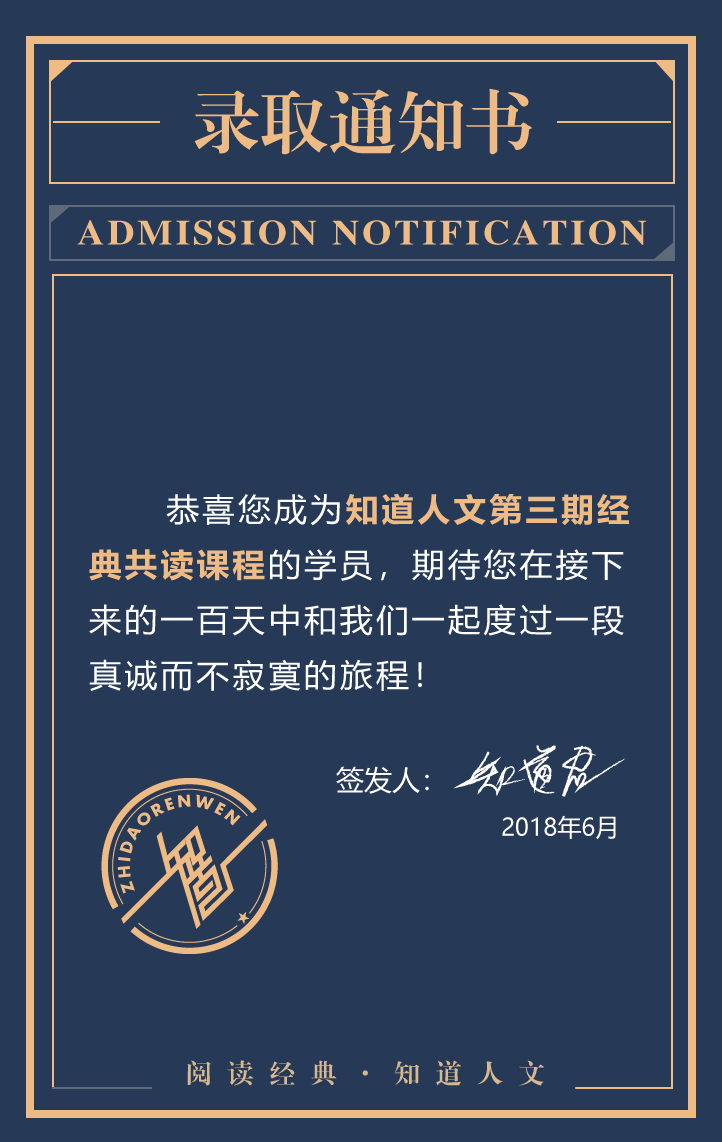 录取通知书
ADMISSION NOTIFICATION
恭喜您成为知道人文第三期经
典共读课程的学员，期待您在接下
来的一百天中和我们一起度过一段
真诚而不寂寞的旅程！
签发人：知道君
2018年6月
ZHIDAORENWEN
阅读经典·知道人文